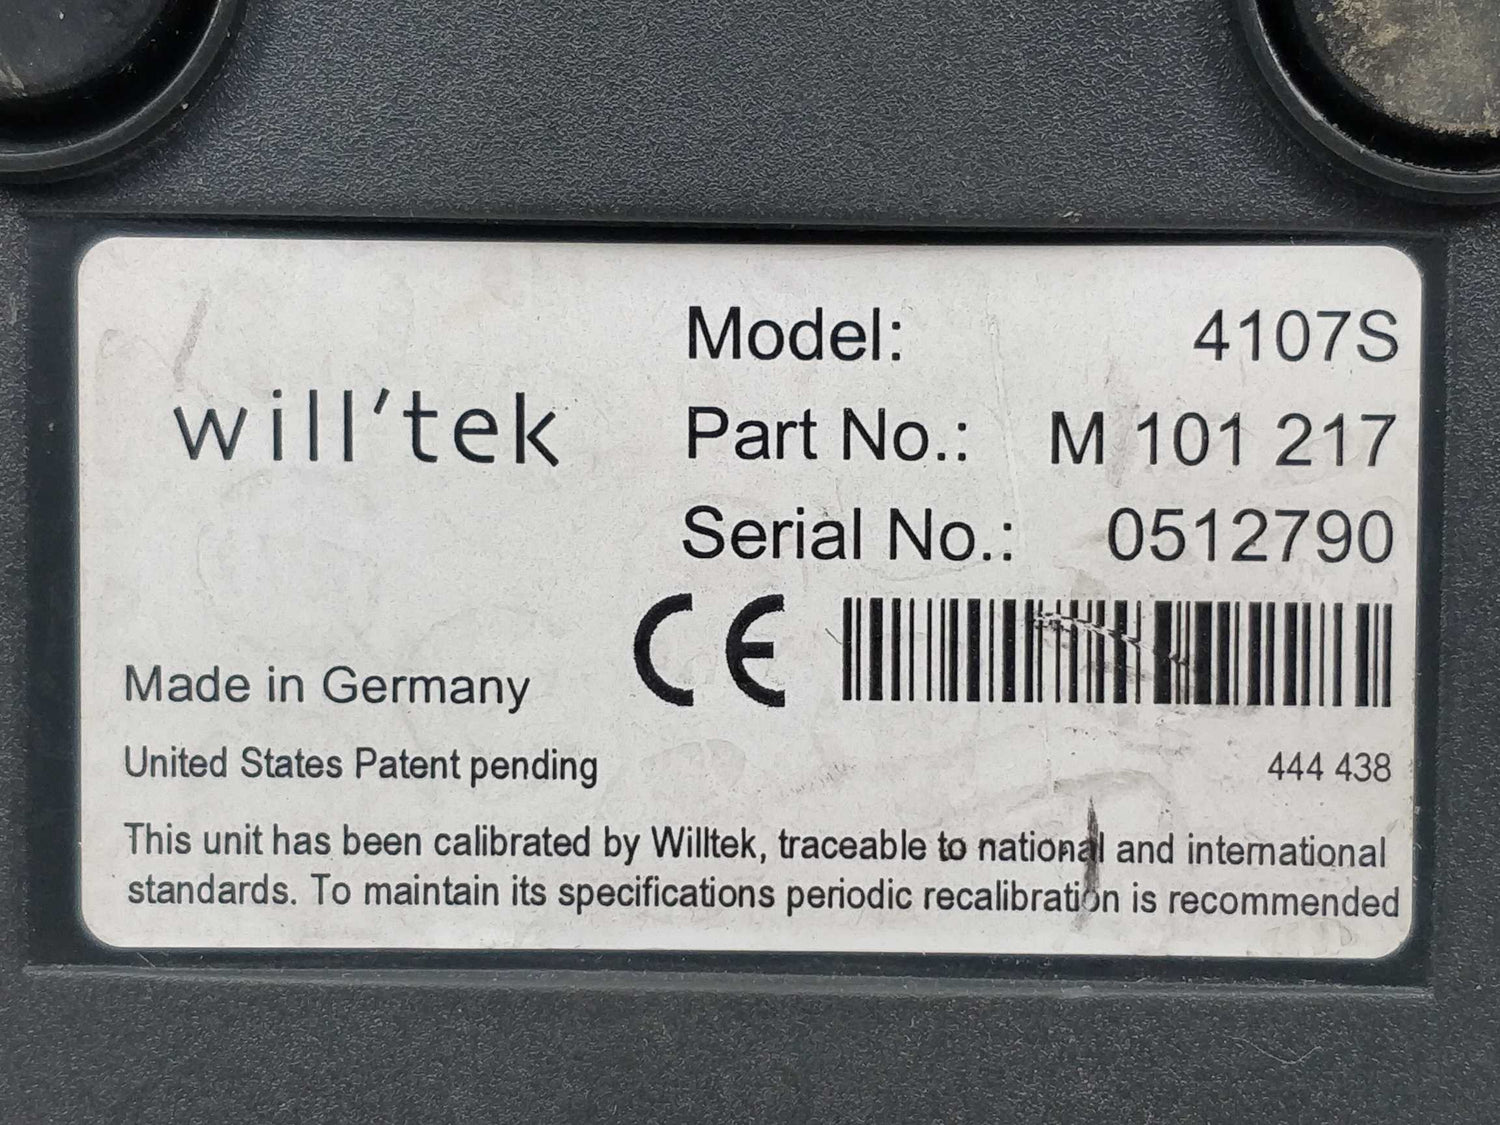 will'tek
Model: 4107S
Part No.: M 101 217
Serial No.: 0512790
CE
Made in Germany
United States Patent pending
444 438
This unit has been calibrated by Willtek, traceable to national and international
standards. To maintain its specifications periodic recalibration is recommended